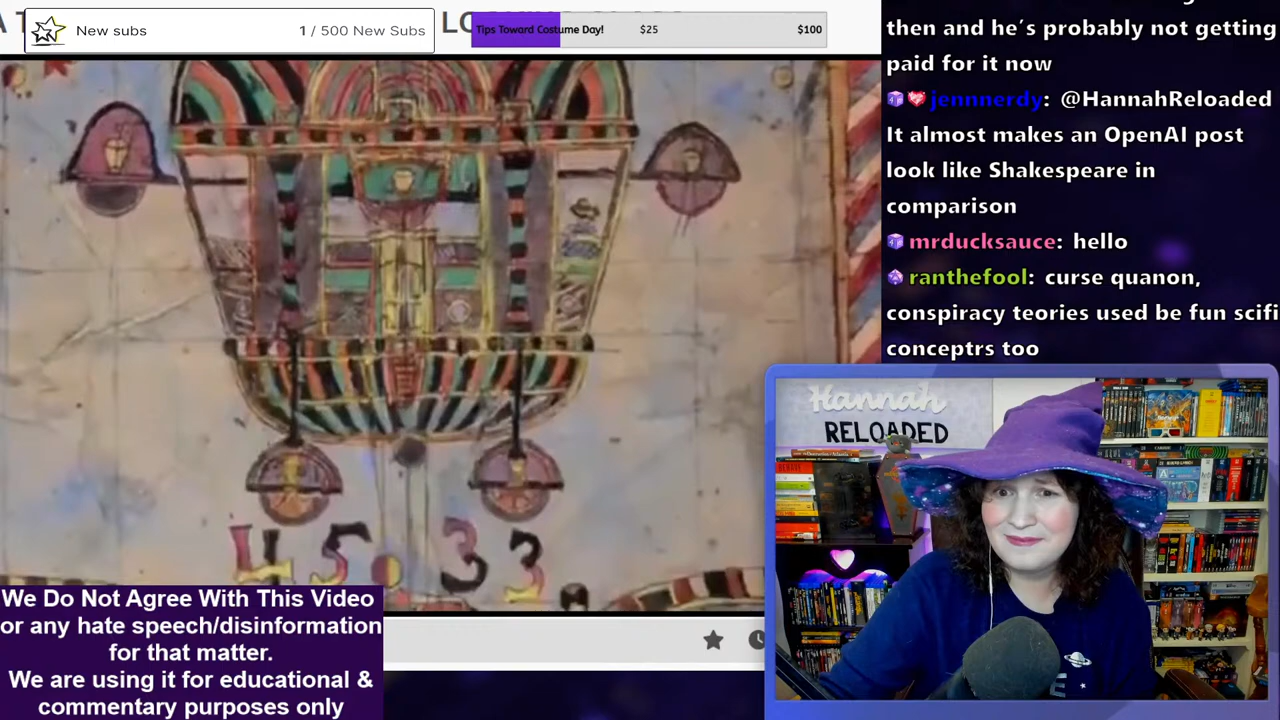 New subs
1 / 500 New Subs
Tips Toward Costume Day!
$25
$100
then and he's probably not getting
paid for it now
jennnerdy: @HannahReloaded
It almost makes an OpenAI post
look like Shakespeare in
comparison
mrducksauce: hello
ranthefool: curse quanon,
conspiracy teories used be fun scifi
conceptrs too
45. 33.
Hannah
RELOADED
We Do Not Agree With This Video
or any hate speech/disinformation
for that matter.
We are using it for educational &
commentary purposes only